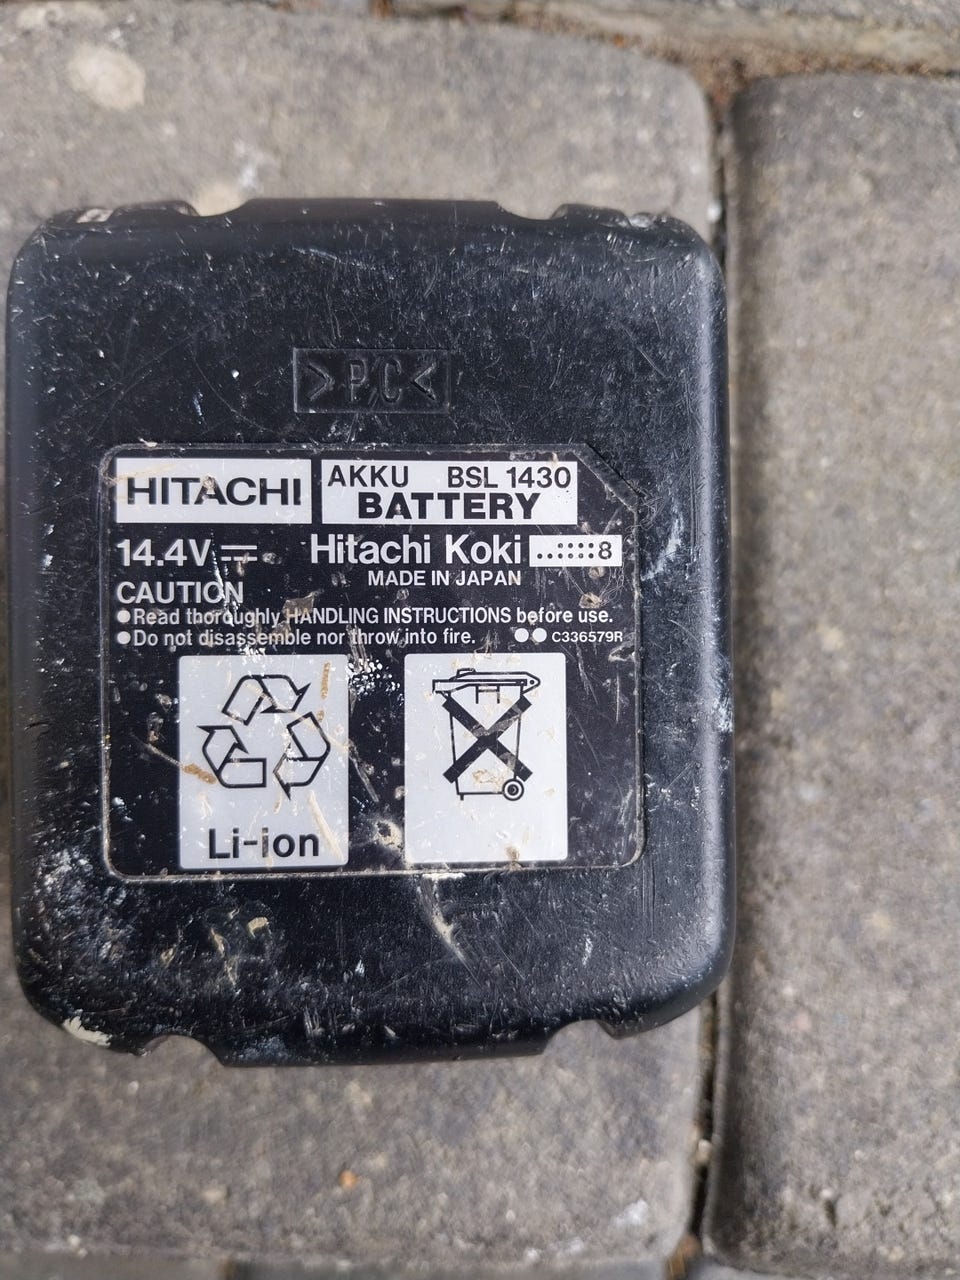 >PC<
HITACHI
AKKU BSL 1430
BATTERY
14.4V
Hitachi Koki 8
MADE IN JAPAN
CAUTION
●Read thoroughly HANDLING INSTRUCTIONS before use.
●Do not disassemble nor throw into fire.
●● C336579R
Li-ion